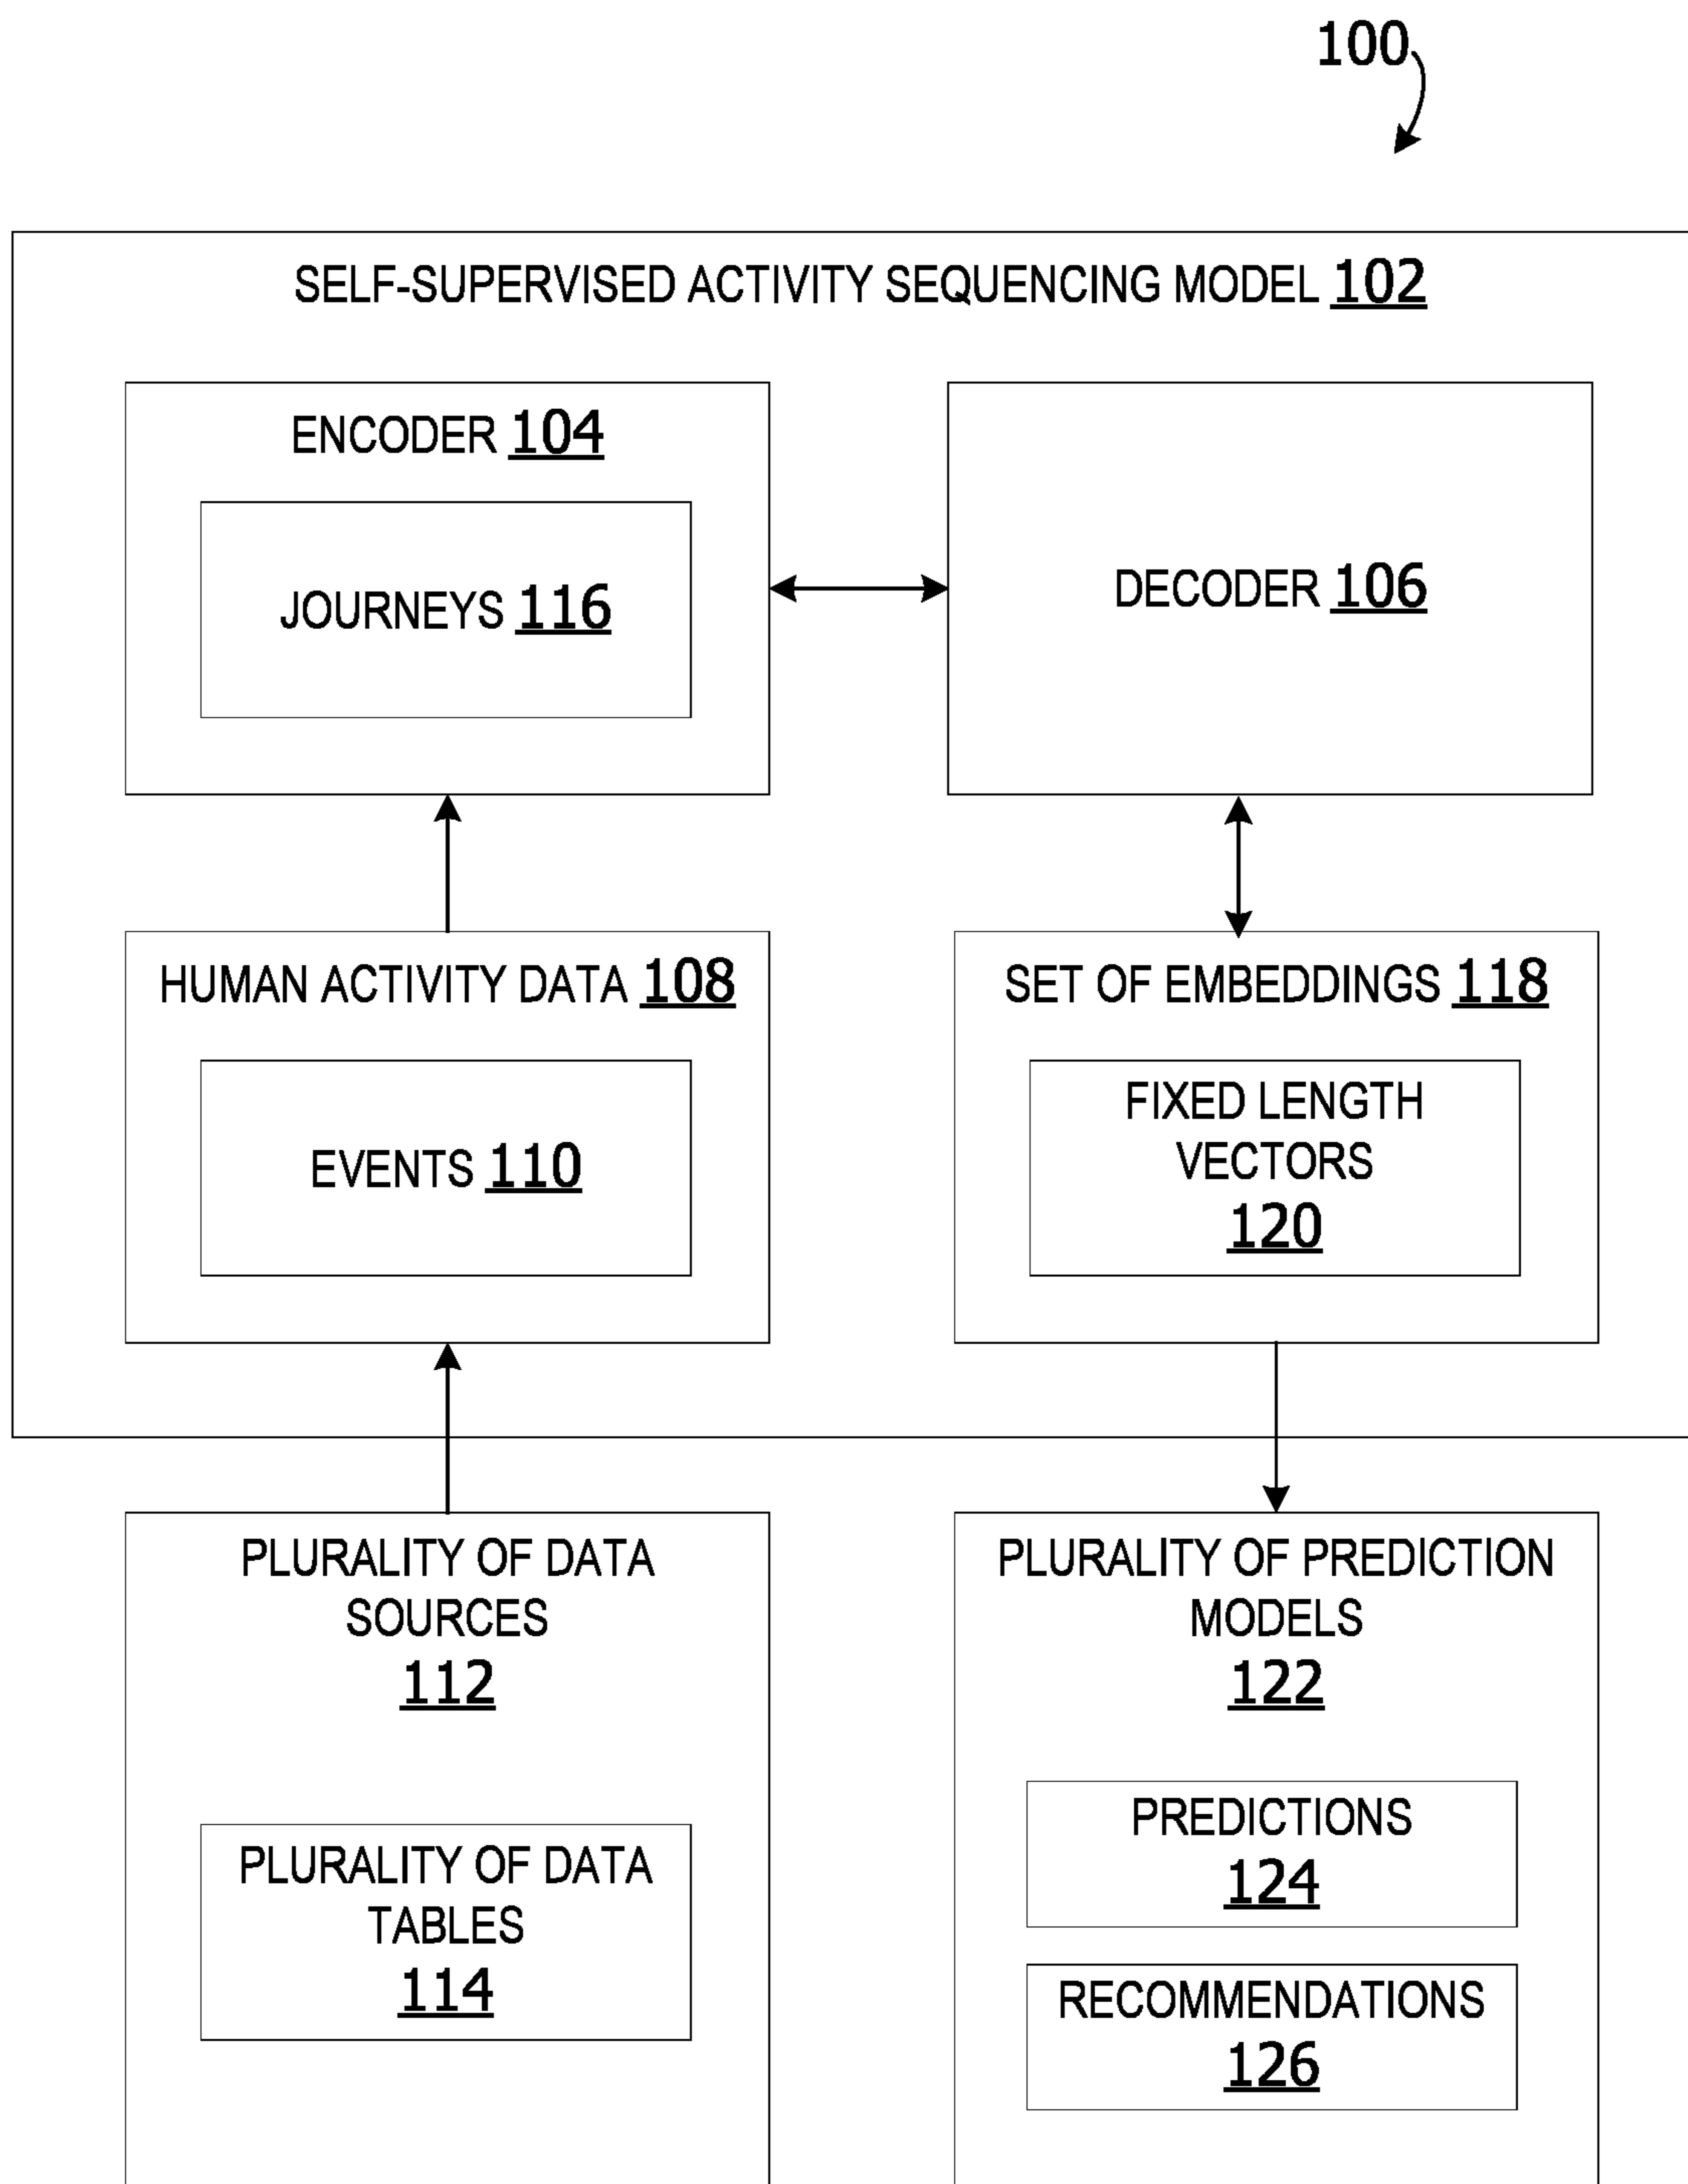 100
SELF-SUPERVISED ACTIVITY SEQUENCING MODEL 102
ENCODER 104
JOURNEYS 116
DECODER 106
HUMAN ACTIVITY DATA 108
EVENTS 110
SET OF EMBEDDINGS 118
FIXED LENGTH
VECTORS
120
PLURALITY OF DATA
SOURCES
112
PLURALITY OF DATA
TABLES
114
PLURALITY OF PREDICTION
MODELS
122
PREDICTIONS
124
RECOMMENDATIONS
126